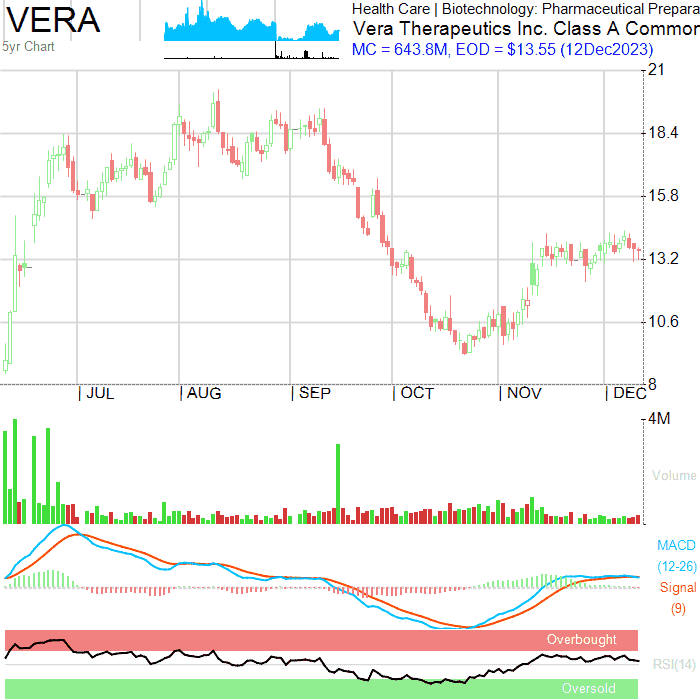 VERA
5yr Chart
Health Care | Biotechnology: Pharmaceutical Prepara
Vera Therapeutics Inc. Class A Common
MC = 643.8M, EOD = $13.55 (12Dec2023)
21
18.4
15.8
13.2
10.6
8
| JUL | AUG | SEP | OCT | NOV | DEC
4M
Volume
MACD
(12-26)
Signal
(9)
Overbought
RSI(14)
Oversold